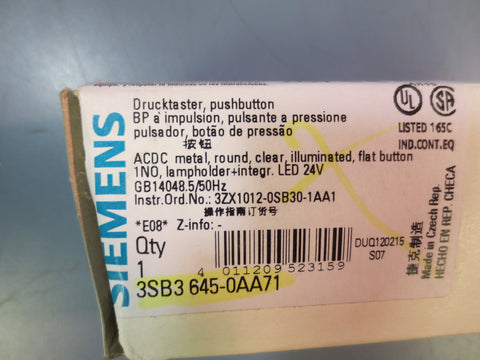 Drucktaster, pushbutton
BP à impulsion, pulsante a pressione
pulsador, botão de pressão
按钮
ACDC metal, round, clear, illuminated, flat button
1NO, lampholder+integr. LED 24V
GB14048.5/50Hz
Instr.Ord.No.: 3ZX1012-0SB30-1AA1
操作指南订货号
*E08* Z-info: -
Qty
1
4 011209 523159
3SB3 645-0AA71
SIEMENS
UL SA
LISTED 165C
IND.CONT.EQ
DUQ120215
S07
捷克制造
Made in Czech Rep.
HECHO EN REP. CHECA